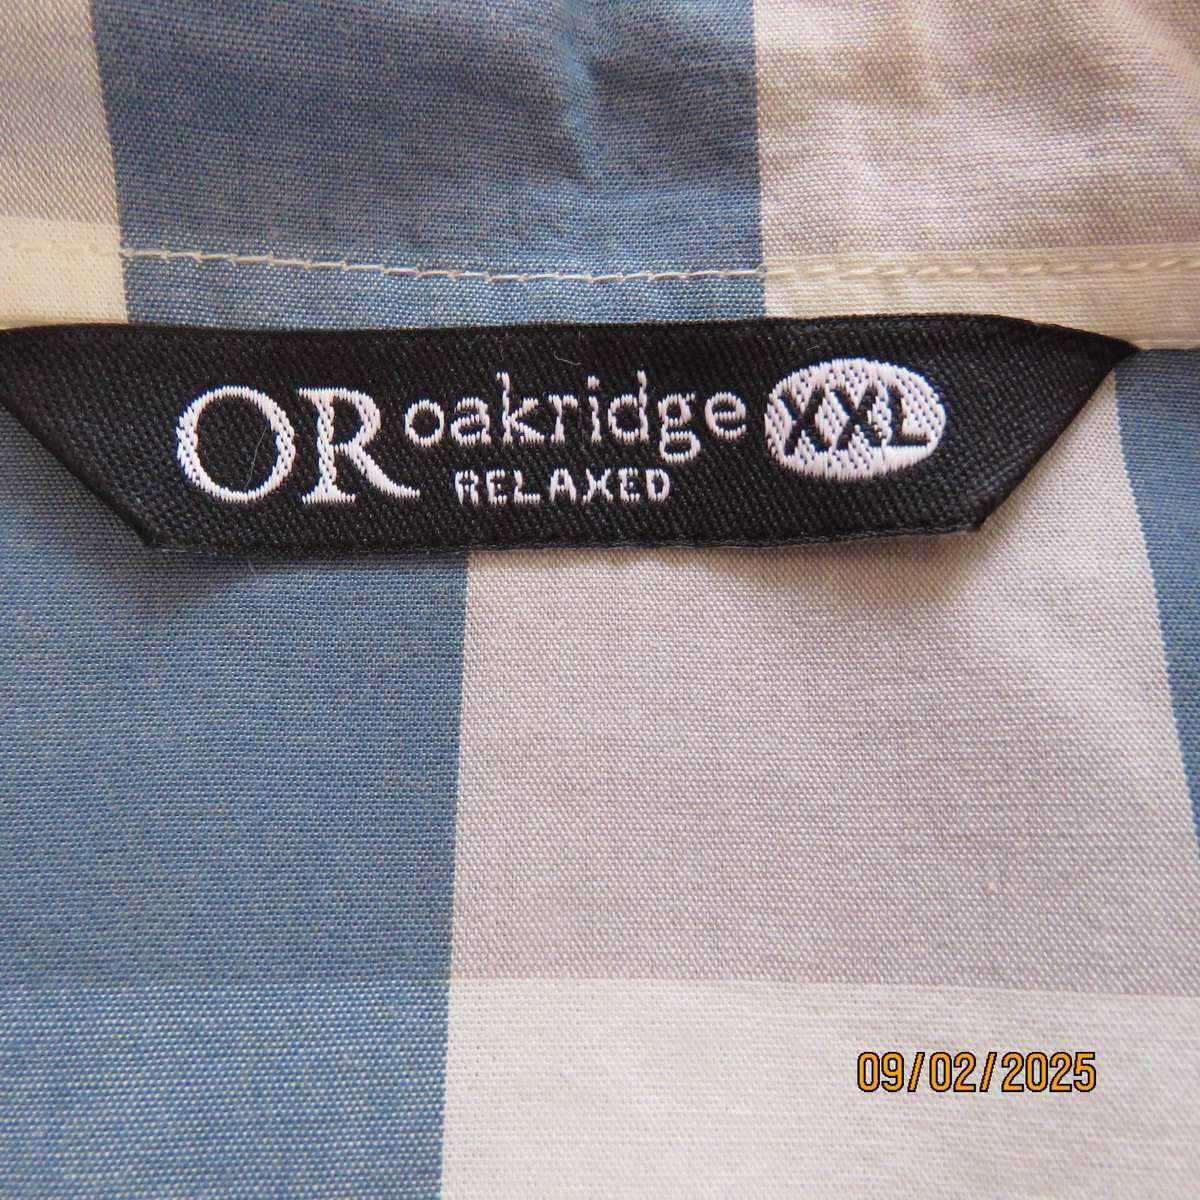 OR oakridge XXL
RELAXED
09/02/2025